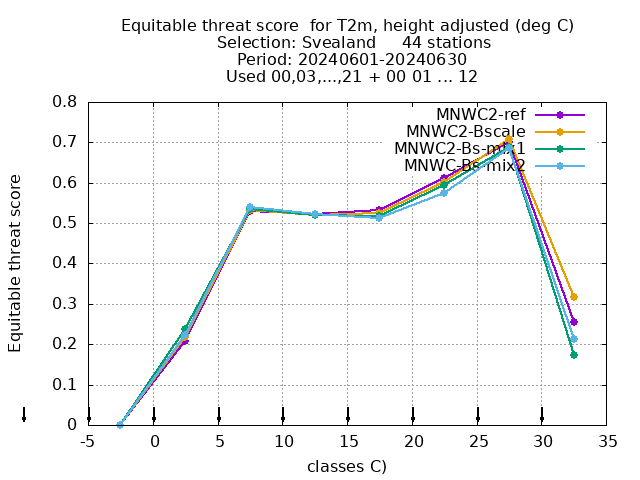 Equitable threat score for T2m, height adjusted (deg C)
Selection: Svealand 44 stations
Period: 20240601-20240630
Used 00,03,...,21 + 00 01 ... 12
MNWC2-ref
MNWC2-Bscale
MNWC2-Bs-mix1
MNWC-Bs-mix2
Equitable threat score
0.8
0.7
0.6
0.5
0.4
0.3
0.2
0.1
0
-5 0 5 10 15 20 25 30 35
classes C)